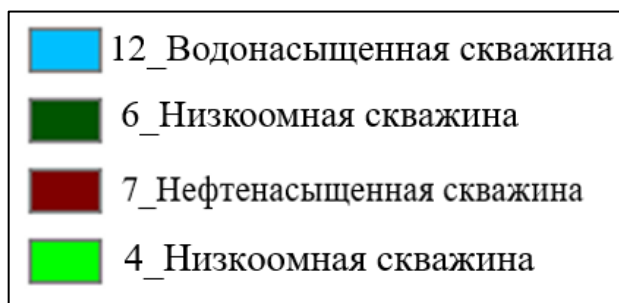 12_Водонасыщенная скважина
6_Низкоомная скважина
7_Нефтенасыщенная скважина
4_Низкоомная скважина